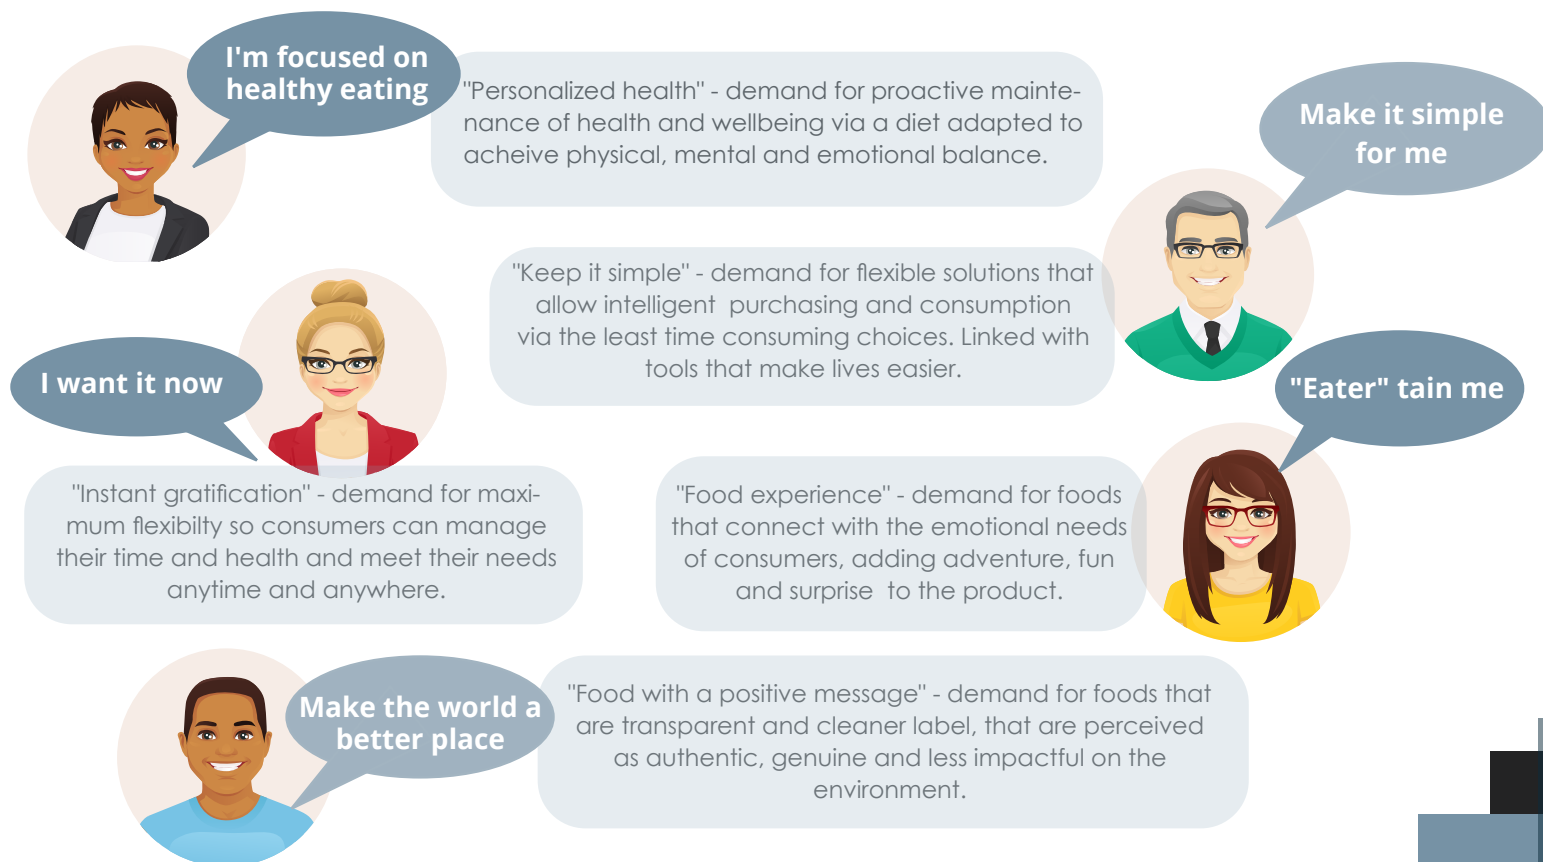 I'm focused on
healthy eating
"Personalized health" - demand for proactive mainte-
nance of health and wellbeing via a diet adapted to
acheive physical, mental and emotional balance.
Make it simple
for me
"Keep it simple" - demand for flexible solutions that
allow intelligent  purchasing and consumption
via the least time consuming choices. Linked with
tools that make lives easier.
I want it now
"Instant gratification" - demand for maxi-
mum flexibilty so consumers can manage
their time and health and meet their needs
anytime and anywhere.
"Eater" tain me
"Food experience" - demand for foods
that connect with the emotional needs
of consumers, adding adventure, fun
and surprise  to the product.
Make the world a
better place
"Food with a positive message" - demand for foods that
are transparent and cleaner label, that are perceived
as authentic, genuine and less impactful on the
environment.